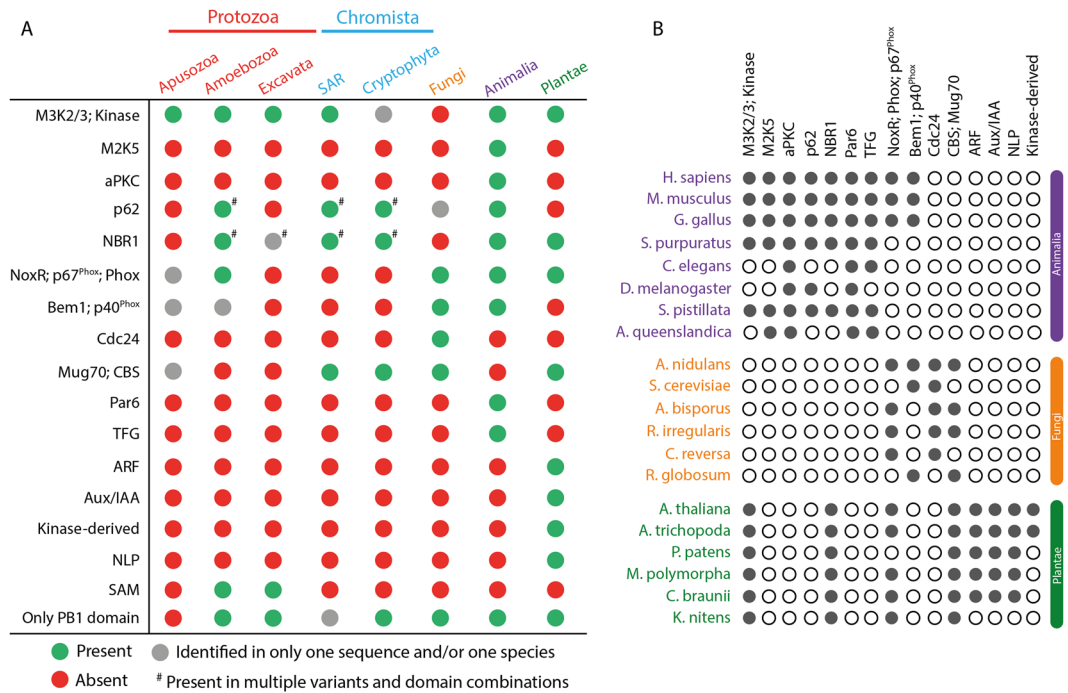 A
Protozoa
Chromista
Apusozoa
Amoebozoa
Excavata
SAR
Cryptophyta
Fungi
Animalia
Plantae
M3K2/3; Kinase
M2K5
aPKC
p62 # # #
NBR1 # # # #
NoxR; p67Phox; Phox
Bem1; p40Phox
Cdc24
Mug70; CBS
Par6
TFG
ARF
Aux/IAA
Kinase-derived
NLP
SAM
Only PB1 domain
Present
Identified in only one sequence and/or one species
Absent
# Present in multiple variants and domain combinations
B
M3K2/3; Kinase
M2K5
aPKC
p62
NBR1
Par6
TFG
NoxR; Phox; p67Phox
Bem1; p40Phox
Cdc24
CBS; Mug70
ARF
Aux/IAA
NLP
Kinase-derived
H. sapiens
M. musculus
G. gallus
S. purpuratus
C. elegans
D. melanogaster
S. pistillata
A. queenslandica
Animalia
A. nidulans
S. cerevisiae
A. bisporus
R. irregularis
C. reversa
R. globosum
Fungi
A. thaliana
A. trichopoda
P. patens
M. polymorpha
C. braunii
K. nitens
Plantae